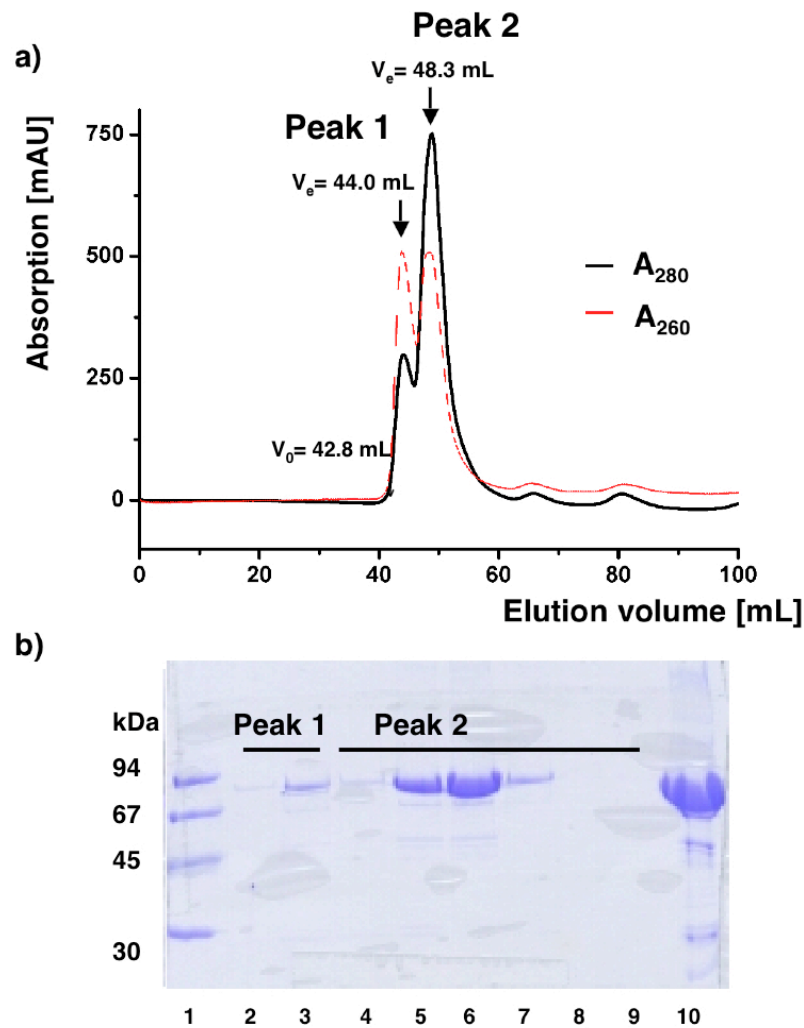 a)
Peak 2
Vₑ= 48.3 mL
Peak 1
Vₑ= 44.0 mL
V₀= 42.8 mL
A₂₈₀
A₂₆₀
Absorption [mAU]
750
500
250
0
0 20 40 60 80 100
Elution volume [mL]
b)
kDa
Peak 1 Peak 2
94
67
45
30
1 2 3 4 5 6 7 8 9 10